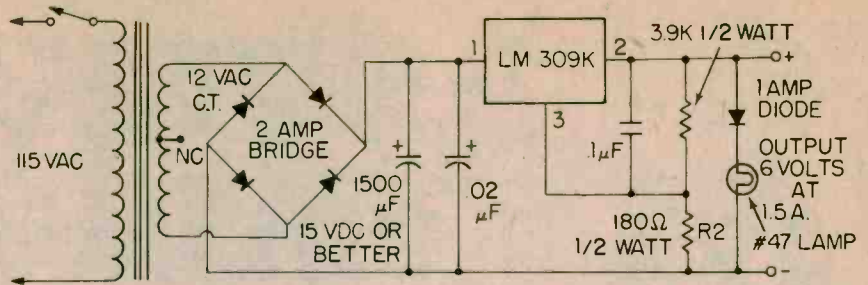 115 VAC
12 VAC
C.T.
NC
2 AMP
BRIDGE
+
1500
μF
15 VDC OR
BETTER
+
.02
μF
1
LM 309K
2
3
.1μF
3.9K 1/2 WATT
180Ω
1/2 WATT
R2
+
1 AMP
DIODE
OUTPUT
6 VOLTS
AT
1.5 A.
#47 LAMP
-